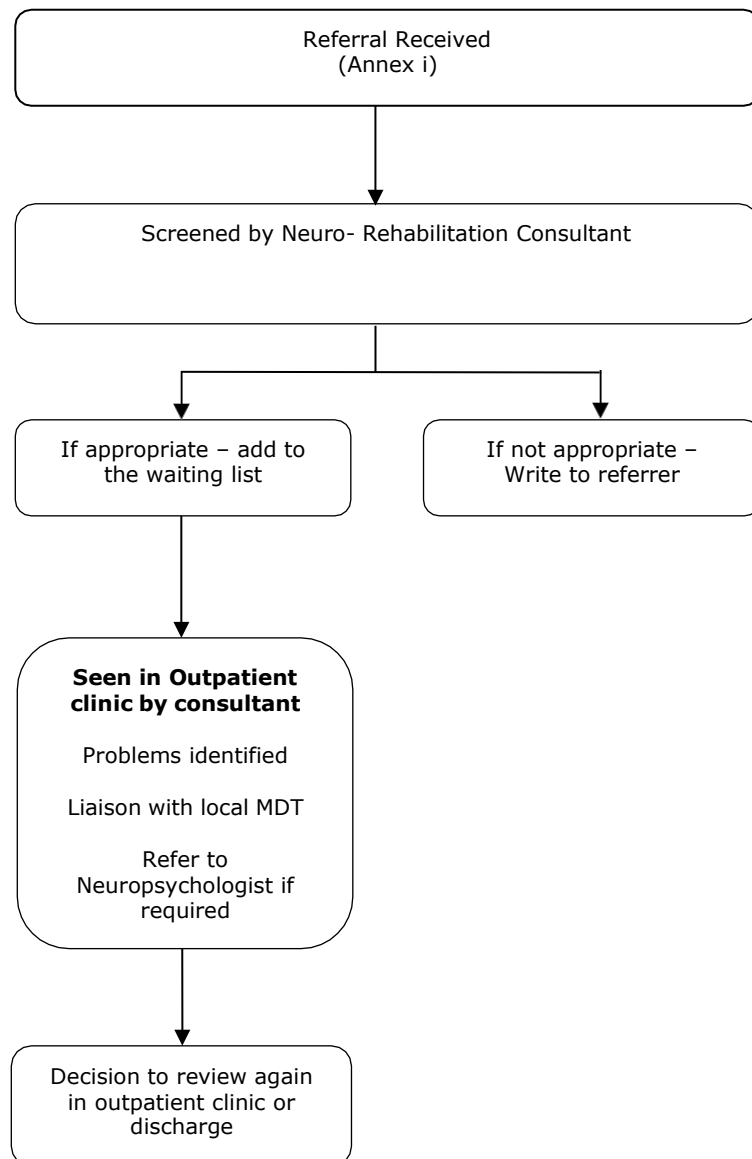 Referral Received
(Annex i)
Screened by Neuro- Rehabilitation Consultant
If appropriate – add to
the waiting list
If not appropriate –
Write to referrer
Seen in Outpatient
clinic by consultant
Problems identified
Liaison with local MDT
Refer to
Neuropsychologist if
required
Decision to review again
in outpatient clinic or
discharge